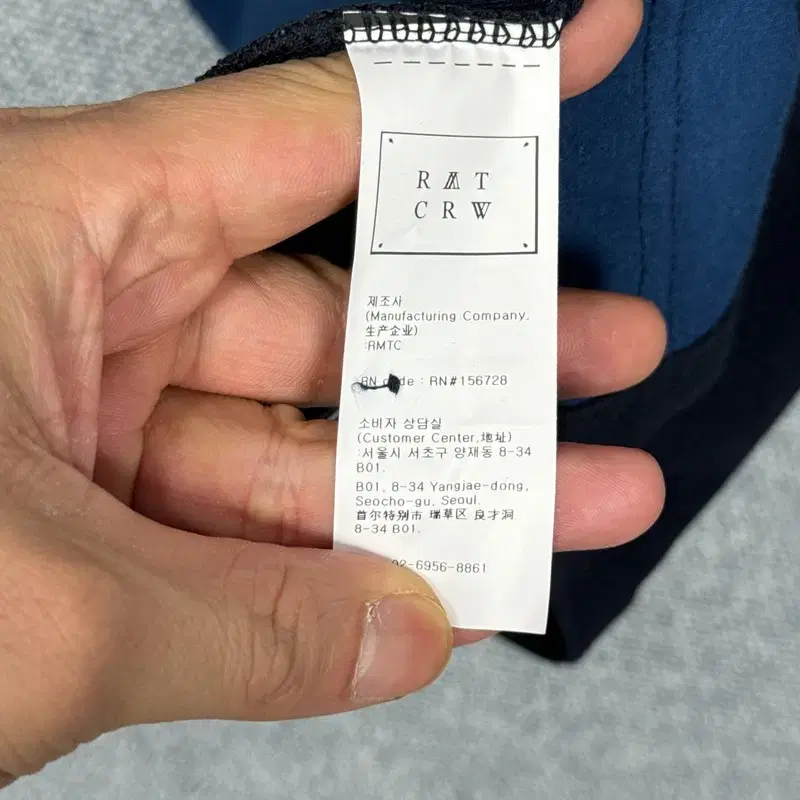 R M T
C R W
제조사
(Manufacturing Company,
生产企业)
:RMTC
RN code : RN#156728
소비자 상담실
(Customer Center,地址)
:서울시 서초구 양재동 8-34
B01.
B01, 8-34 Yangjae-dong,
Seocho-gu, Seoul.
首尔特别市 瑞草区 良才洞
8-34 B01.
02-6956-8861